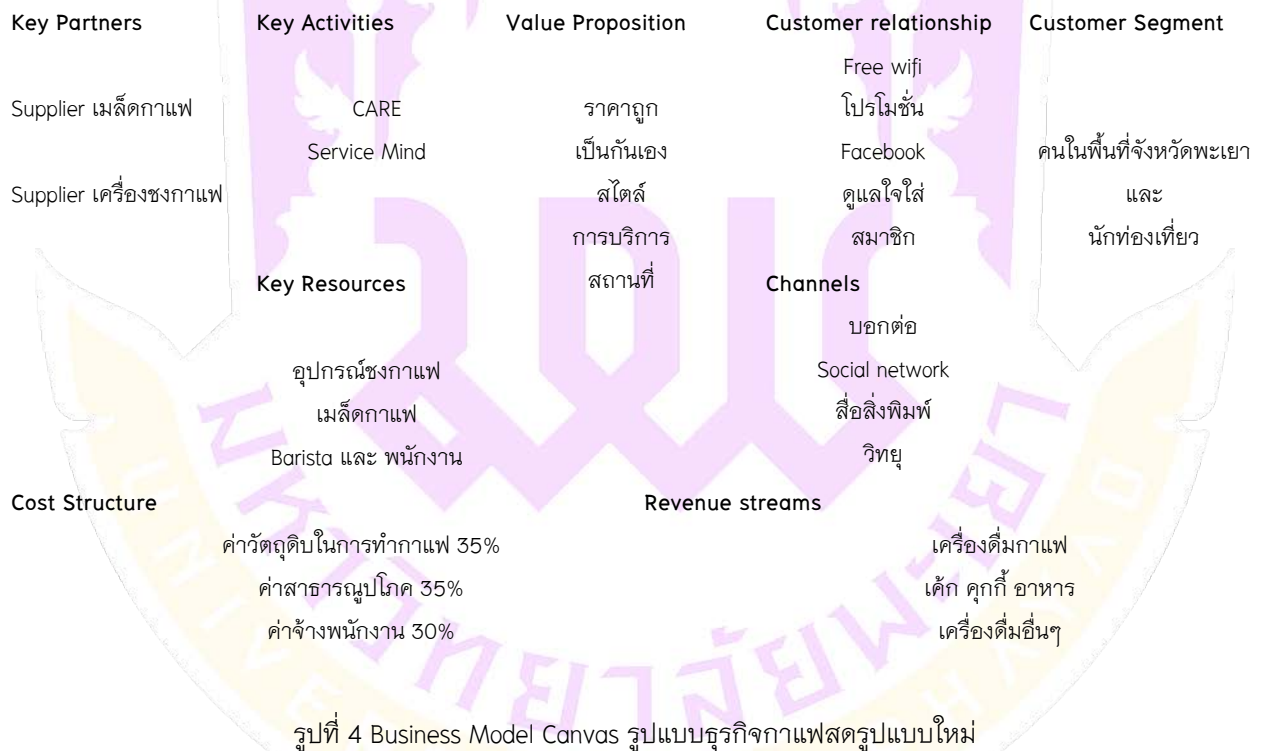 Key Partners
Supplier เมล็ดกาแฟ
Supplier เครื่องชงกาแฟ
Key Activities
CARE
Service Mind
Key Resources
อุปกรณ์ชงกาแฟ
เมล็ดกาแฟ
Barista และ พนักงาน
Value Proposition
ราคาถูก
เป็นกันเอง
สไตล์
การบริการ
สถานที่
Customer relationship
Free wifi
โปรโมชั่น
Facebook
ดูแลใจใส่
สมาชิก
Channels
บอกต่อ
Social network
สื่อสิ่งพิมพ์
วิทยุ
Customer Segment
คนในพื้นที่จังหวัดพะเยา
และ
นักท่องเที่ยว
Cost Structure
ค่าวัตถุดิบในการทำกาแฟ 35%
ค่าสาธารณูปโภค 35%
ค่าจ้างพนักงาน 30%
Revenue streams
เครื่องดื่มกาแฟ
เค้ก คุกกี้ อาหาร
เครื่องดื่มอื่นๆ
รูปที่ 4 Business Model Canvas รูปแบบธุรกิจกาแฟสดรูปแบบใหม่
มหาวิทยาลัยพะเยา